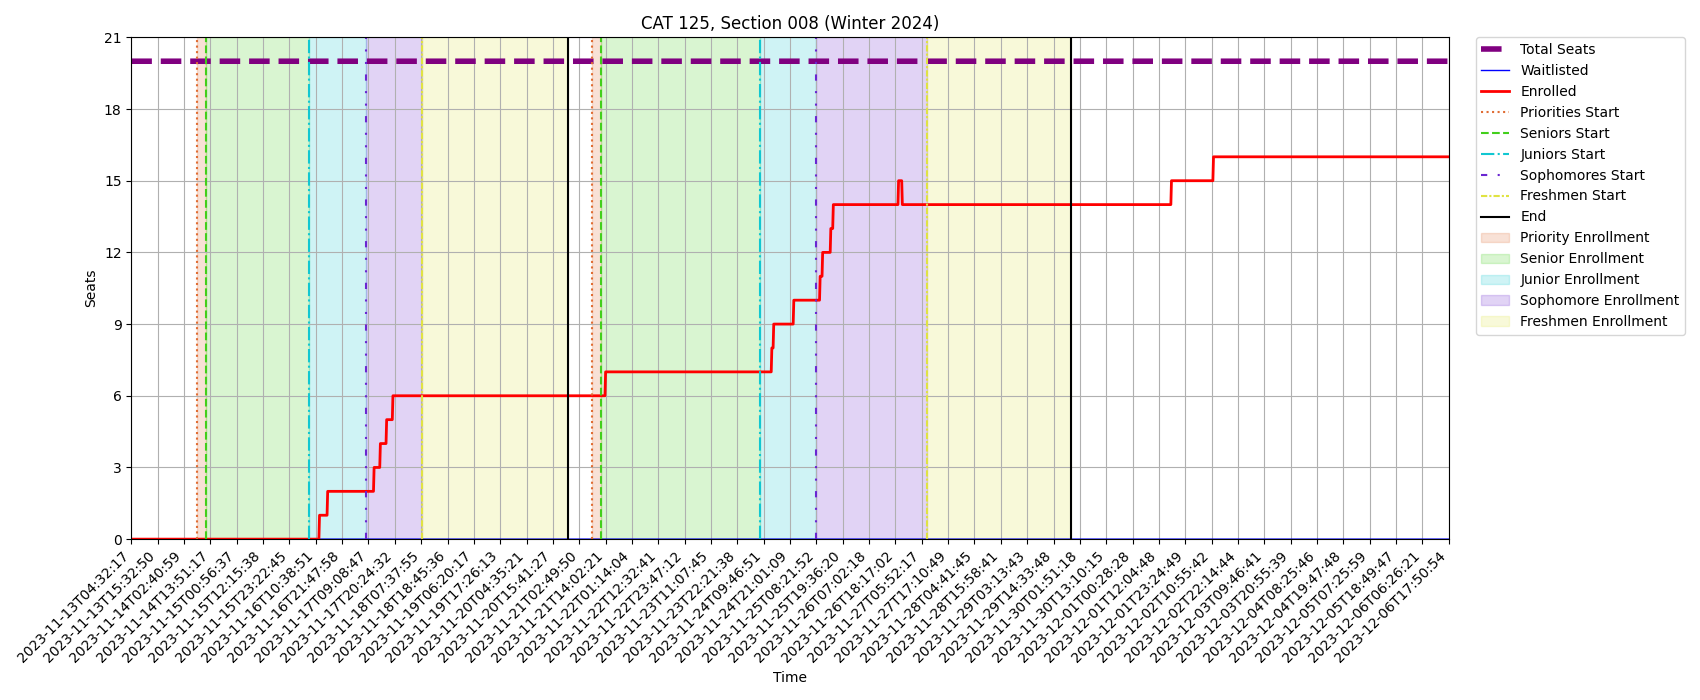 CAT 125, Section 008 (Winter 2024)
21
18
15
12
9
6
3
0
Seats
2023-11-13T04:32:17
2023-11-13T15:32:50
2023-11-14T02:40:59
2023-11-14T13:51:17
2023-11-15T00:56:37
2023-11-15T12:15:38
2023-11-15T23:22:45
2023-11-16T10:38:51
2023-11-16T21:47:58
2023-11-17T09:08:47
2023-11-17T20:24:32
2023-11-18T07:37:55
2023-11-18T18:45:36
2023-11-19T06:20:17
2023-11-19T17:26:13
2023-11-20T04:35:21
2023-11-20T15:41:27
2023-11-21T02:49:50
2023-11-21T14:02:21
2023-11-22T01:14:04
2023-11-22T12:32:41
2023-11-22T23:47:12
2023-11-23T11:07:45
2023-11-23T22:21:38
2023-11-24T09:46:51
2023-11-24T21:01:09
2023-11-25T08:21:52
2023-11-25T19:36:20
2023-11-26T07:02:18
2023-11-26T18:17:02
2023-11-27T05:52:17
2023-11-27T17:10:49
2023-11-28T04:41:45
2023-11-28T15:58:41
2023-11-29T03:13:43
2023-11-29T14:33:48
2023-11-30T01:51:18
2023-11-30T13:10:15
2023-12-01T00:28:28
2023-12-01T12:04:48
2023-12-01T23:24:49
2023-12-02T10:55:42
2023-12-02T22:14:44
2023-12-03T09:46:41
2023-12-03T20:55:39
2023-12-04T08:25:46
2023-12-04T19:47:48
2023-12-05T07:25:59
2023-12-05T18:49:47
2023-12-06T06:26:21
2023-12-06T17:50:54
Time
Total Seats
Waitlisted
Enrolled
Priorities Start
Seniors Start
Juniors Start
Sophomores Start
Freshmen Start
End
Priority Enrollment
Senior Enrollment
Junior Enrollment
Sophomore Enrollment
Freshmen Enrollment